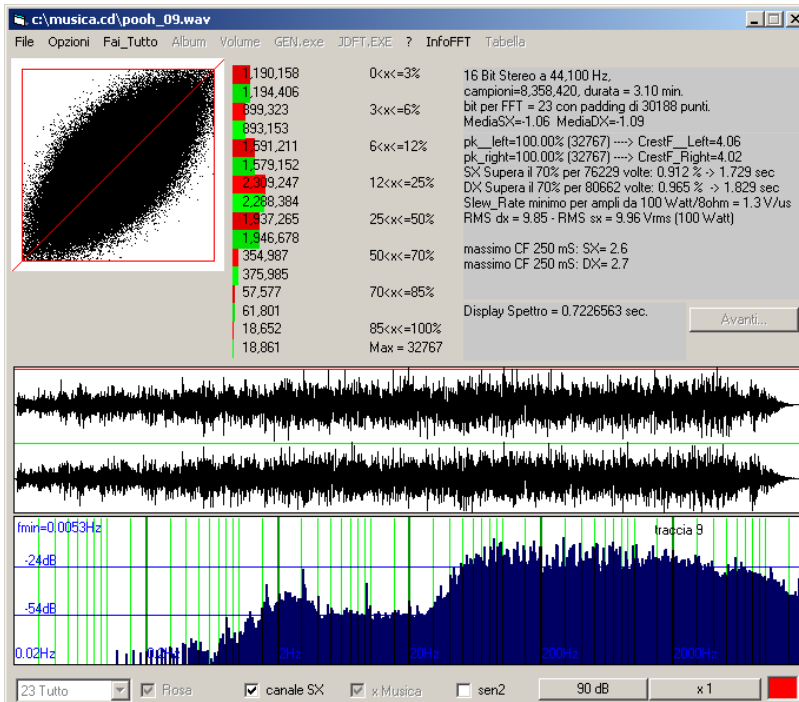 c:\musica.cd\pooh_09.wav
File Opzioni Fai_Tutto Album Volume GEN.exe JDFT.EXE ? InfoFFT Tabella
1,190,158 0<x<=3%
1,194,406
899,323 3<x<=6%
893,153
1,591,211 6<x<=12%
1,579,152
2,309,247 12<x<=25%
2,288,384
1,937,265 25<x<=50%
1,946,678
354,987 50<x<=70%
375,985
57,577 70<x<=85%
61,801
18,652 85<x<=100%
18,861 Max = 32767
16 Bit Stereo a 44,100 Hz,
campioni=8,358,420, durata = 3.10 min.
bit per FFT = 23 con padding di 30188 punti.
MediaSX=-1.06 MediaDX=-1.09
pk__left=100.00% (32767) ----> CrestF__Left=4.06
pk_right=100.00% (32767) ----> CrestF_Right=4.02
SX Supera il 70% per 76229 volte: 0.912 % -> 1.729 sec
DX Supera il 70% per 80662 volte: 0.965 % -> 1.829 sec
Slew_Rate minimo per ampli da 100 Watt/8ohm = 1.3 V/us
RMS dx = 9.85 - RMS sx = 9.96 Vrms (100 Watt)
massimo CF 250 mS: SX= 2.6
massimo CF 250 mS: DX= 2.7
Display Spettro = 0.7226563 sec.
Avanti...
fmin=0.0053Hz
traccia 9
-24dB
-54dB
0.02Hz 0.2Hz 2Hz 20Hz 200Hz 2000Hz
23 Tutto Rosa canale SX x Musica sen2 90 dB x 1